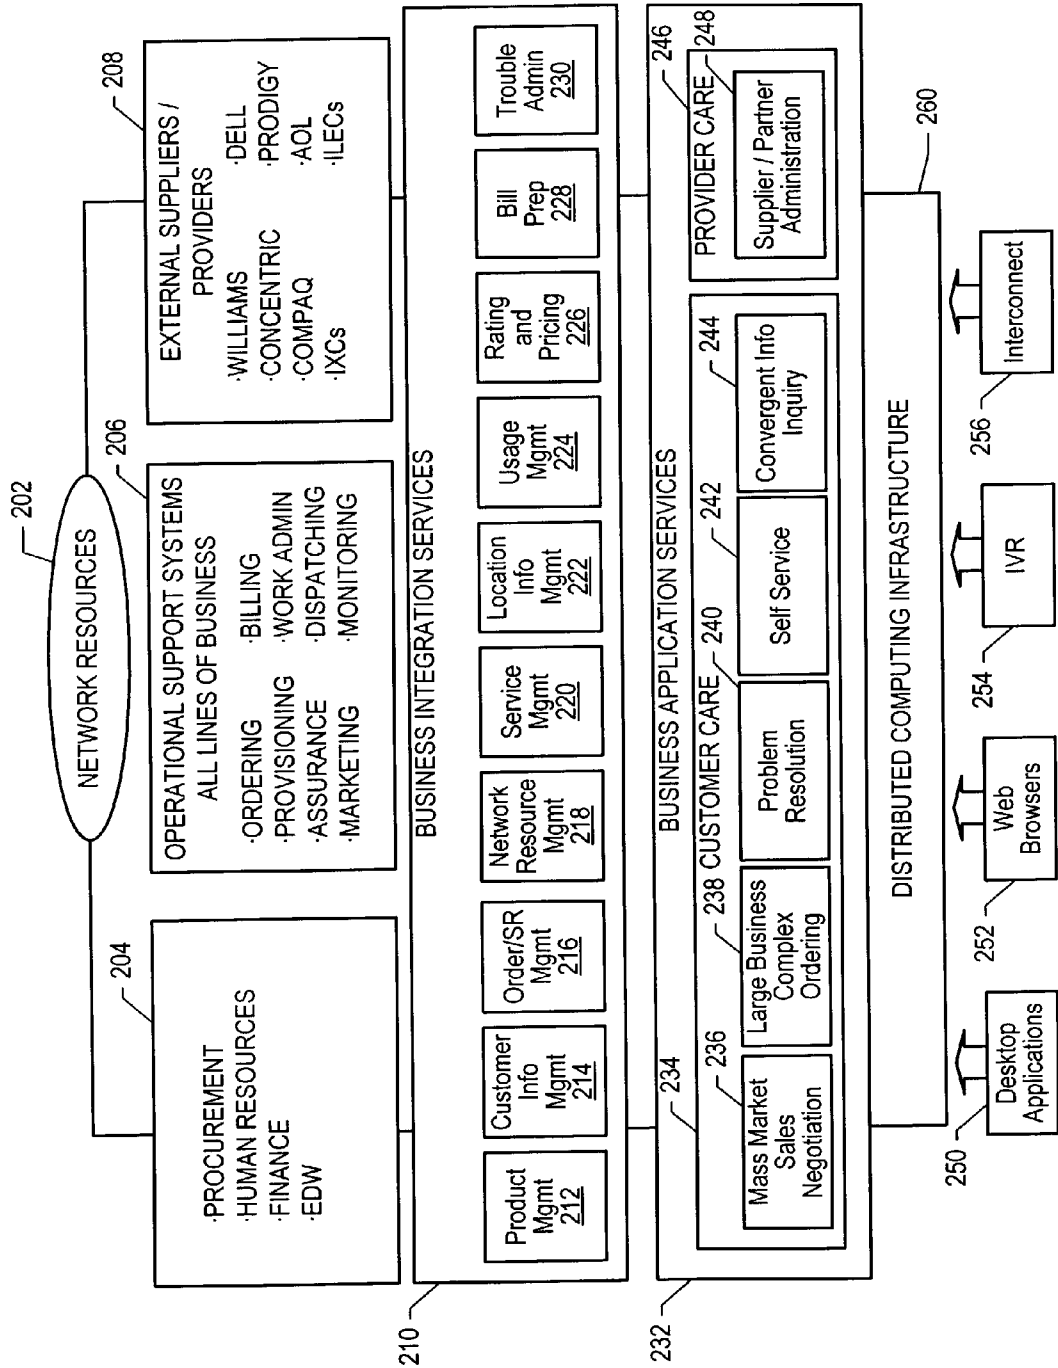 202
NETWORK RESOURCES
204
·PROCUREMENT
·HUMAN RESOURCES
·FINANCE
·EDW
206
OPERATIONAL SUPPORT SYSTEMS
ALL LINES OF BUSINESS
·ORDERING
·PROVISIONING
·ASSURANCE
·MARKETING
·BILLING
·WORK ADMIN
·DISPATCHING
·MONITORING
208
EXTERNAL SUPPLIERS /
PROVIDERS
·WILLIAMS
·CONCENTRIC
·COMPAQ
·IXCs
·DELL
·PRODIGY
·AOL
·ILECs
210
BUSINESS INTEGRATION SERVICES
Product
Mgmt
212
Customer
Info
Mgmt
214
Order/SR
Mgmt
216
Network
Resource
Mgmt
218
Service
Mgmt
220
Location
Info
Mgmt
222
Usage
Mgmt
224
Rating
and
Pricing
226
Bill
Prep
228
Trouble
Admin
230
232
BUSINESS APPLICATION SERVICES
234
CUSTOMER CARE
236
Mass Market
Sales
Negotiation
238
Large Business
Complex
Ordering
240
Problem
Resolution
242
Self Service
244
Convergent Info
Inquiry
246
PROVIDER CARE
248
Supplier / Partner
Administration
DISTRIBUTED COMPUTING INFRASTRUCTURE
260
250
Desktop
Applications
252
Web
Browsers
254
IVR
256
Interconnect